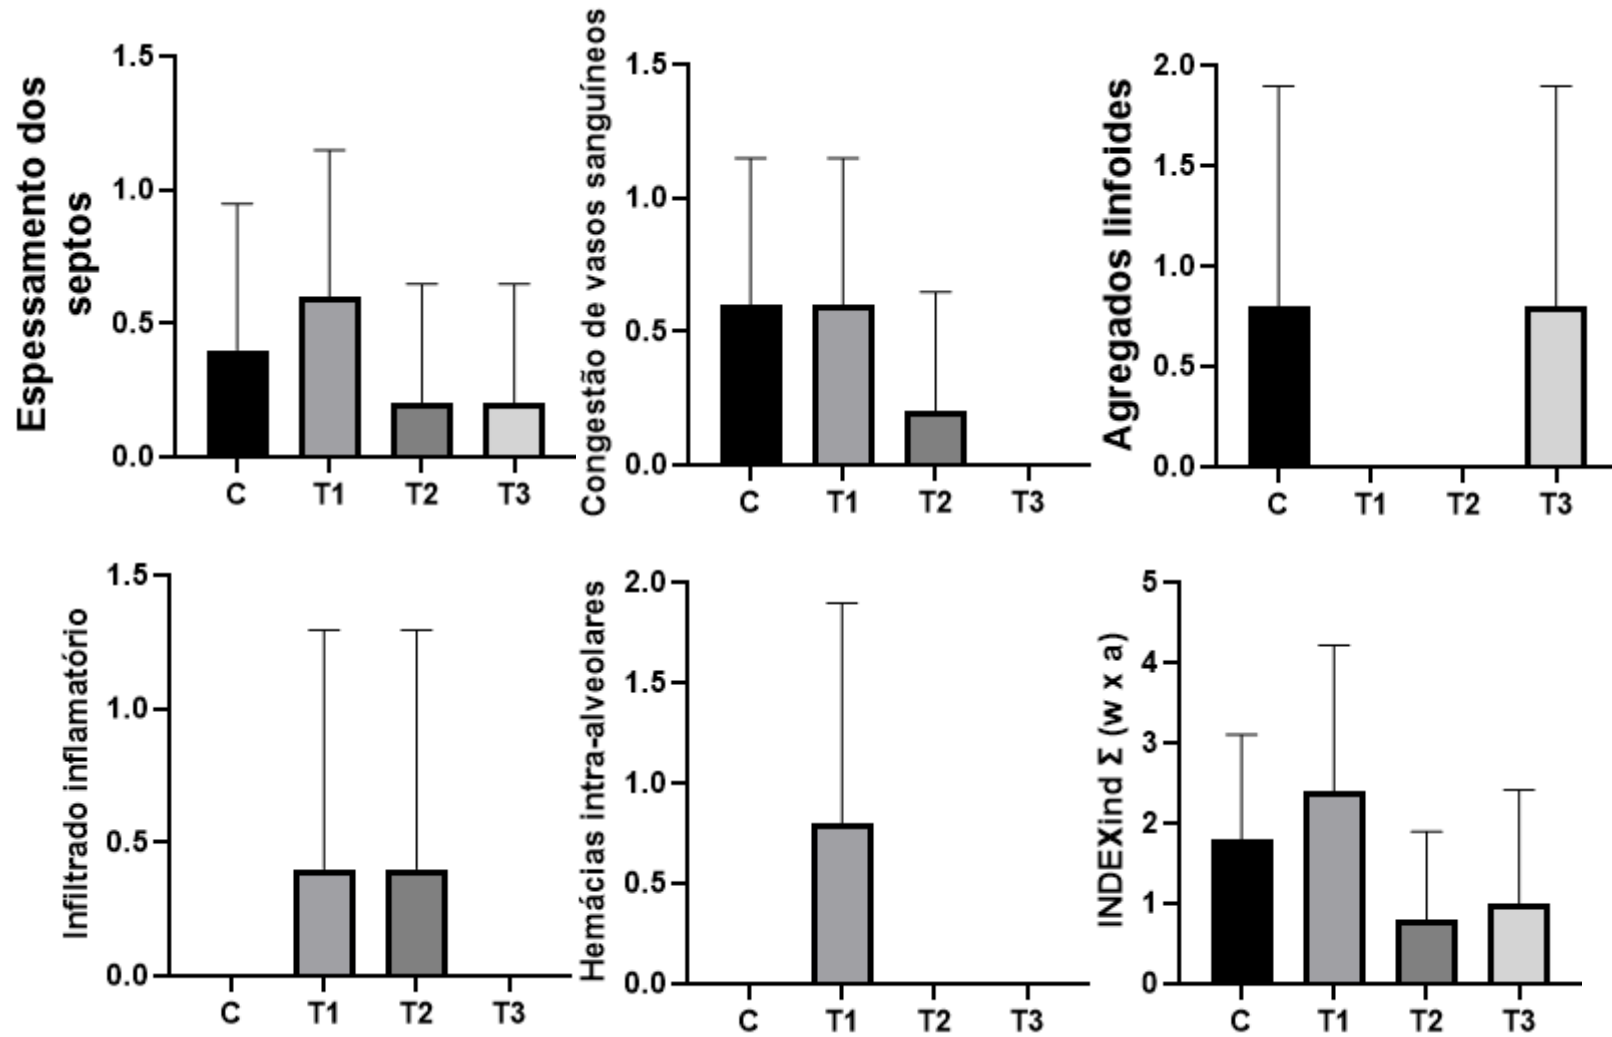 Espessamento dos
septos
1.5
1.0
0.5
0.0
C T1 T2 T3
Congestão de vasos sanguíneos
1.5
1.0
0.5
0.0
C T1 T2 T3
Agregados linfoides
2.0
1.5
1.0
0.5
0.0
C T1 T2 T3
Infiltrado inflamatório
1.5
1.0
0.5
0.0
C T1 T2 T3
Hemácias intra-alveolares
2.0
1.5
1.0
0.5
0.0
C T1 T2 T3
INDEXind Σ (w x a)
5
4
3
2
1
0
C T1 T2 T3